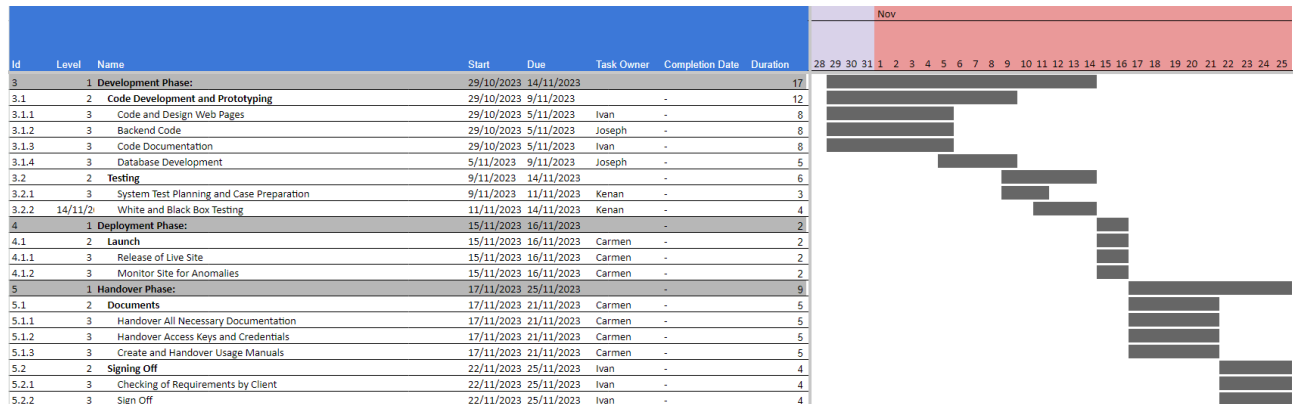 Nov
Id Level Name Start Due Task Owner Completion Date Duration 28 29 30 31 1 2 3 4 5 6 7 8 9 10 11 12 13 14 15 16 17 18 19 20 21 22 23 24 25
3 1 Development Phase: 29/10/2023 14/11/2023 17
3.1 2 Code Development and Prototyping 29/10/2023 9/11/2023 - 12
3.1.1 3 Code and Design Web Pages 29/10/2023 5/11/2023 Ivan - 8
3.1.2 3 Backend Code 29/10/2023 5/11/2023 Joseph - 8
3.1.3 3 Code Documentation 29/10/2023 5/11/2023 Ivan - 8
3.1.4 3 Database Development 5/11/2023 9/11/2023 Joseph - 5
3.2 2 Testing 9/11/2023 14/11/2023 - 6
3.2.1 3 System Test Planning and Case Preparation 9/11/2023 11/11/2023 Kenan - 3
3.2.2 14/11/2 White and Black Box Testing 11/11/2023 14/11/2023 Kenan - 4
4 1 Deployment Phase: 15/11/2023 16/11/2023 - 2
4.1 2 Launch 15/11/2023 16/11/2023 Carmen - 2
4.1.1 3 Release of Live Site 15/11/2023 16/11/2023 Carmen - 2
4.1.2 3 Monitor Site for Anomalies 15/11/2023 16/11/2023 Carmen - 2
5 1 Handover Phase: 17/11/2023 25/11/2023 - 9
5.1 2 Documents 17/11/2023 21/11/2023 Carmen - 5
5.1.1 3 Handover All Necessary Documentation 17/11/2023 21/11/2023 Carmen - 5
5.1.2 3 Handover Access Keys and Credentials 17/11/2023 21/11/2023 Carmen - 5
5.1.3 3 Create and Handover Usage Manuals 17/11/2023 21/11/2023 Carmen - 5
5.2 2 Signing Off 22/11/2023 25/11/2023 Ivan - 4
5.2.1 3 Checking of Requirements by Client 22/11/2023 25/11/2023 Ivan - 4
5.2.2 3 Sign Off 22/11/2023 25/11/2023 Ivan - 4